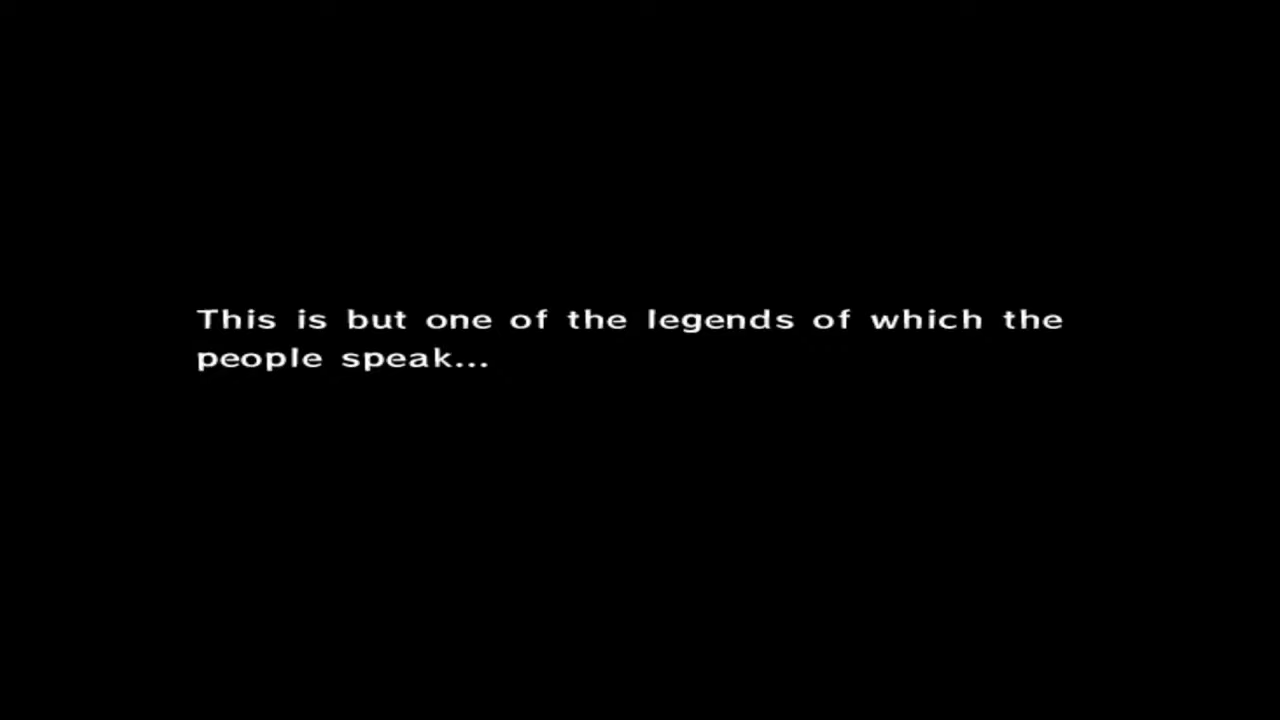 This is but one of the legends of which the
people speak...